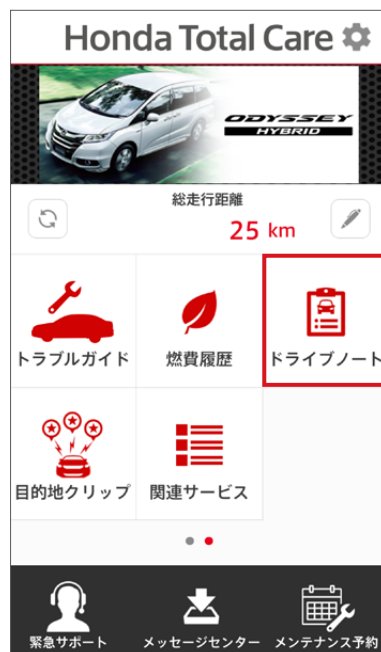 Honda Total Care
ODYSSEY
HYBRID
総走行距離
25 km
トラブルガイド
燃費履歴
ドライブノート
目的地クリップ
関連サービス
緊急サポート
メッセージセンター
メンテナンス予約